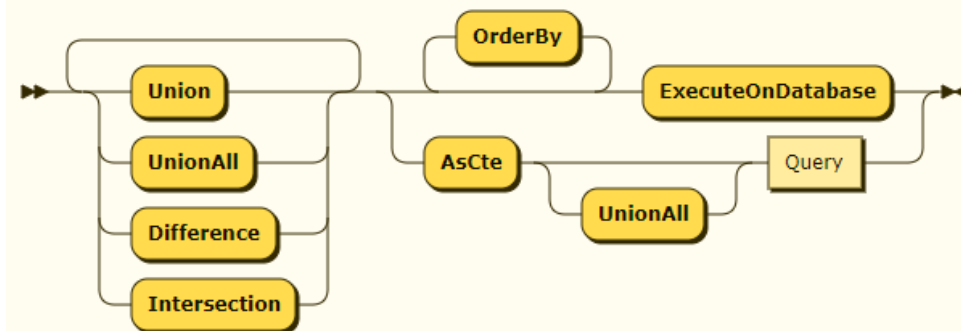 OrderBy
Union
ExecuteOnDatabase
UnionAll
AsCte
Query
UnionAll
Difference
Intersection